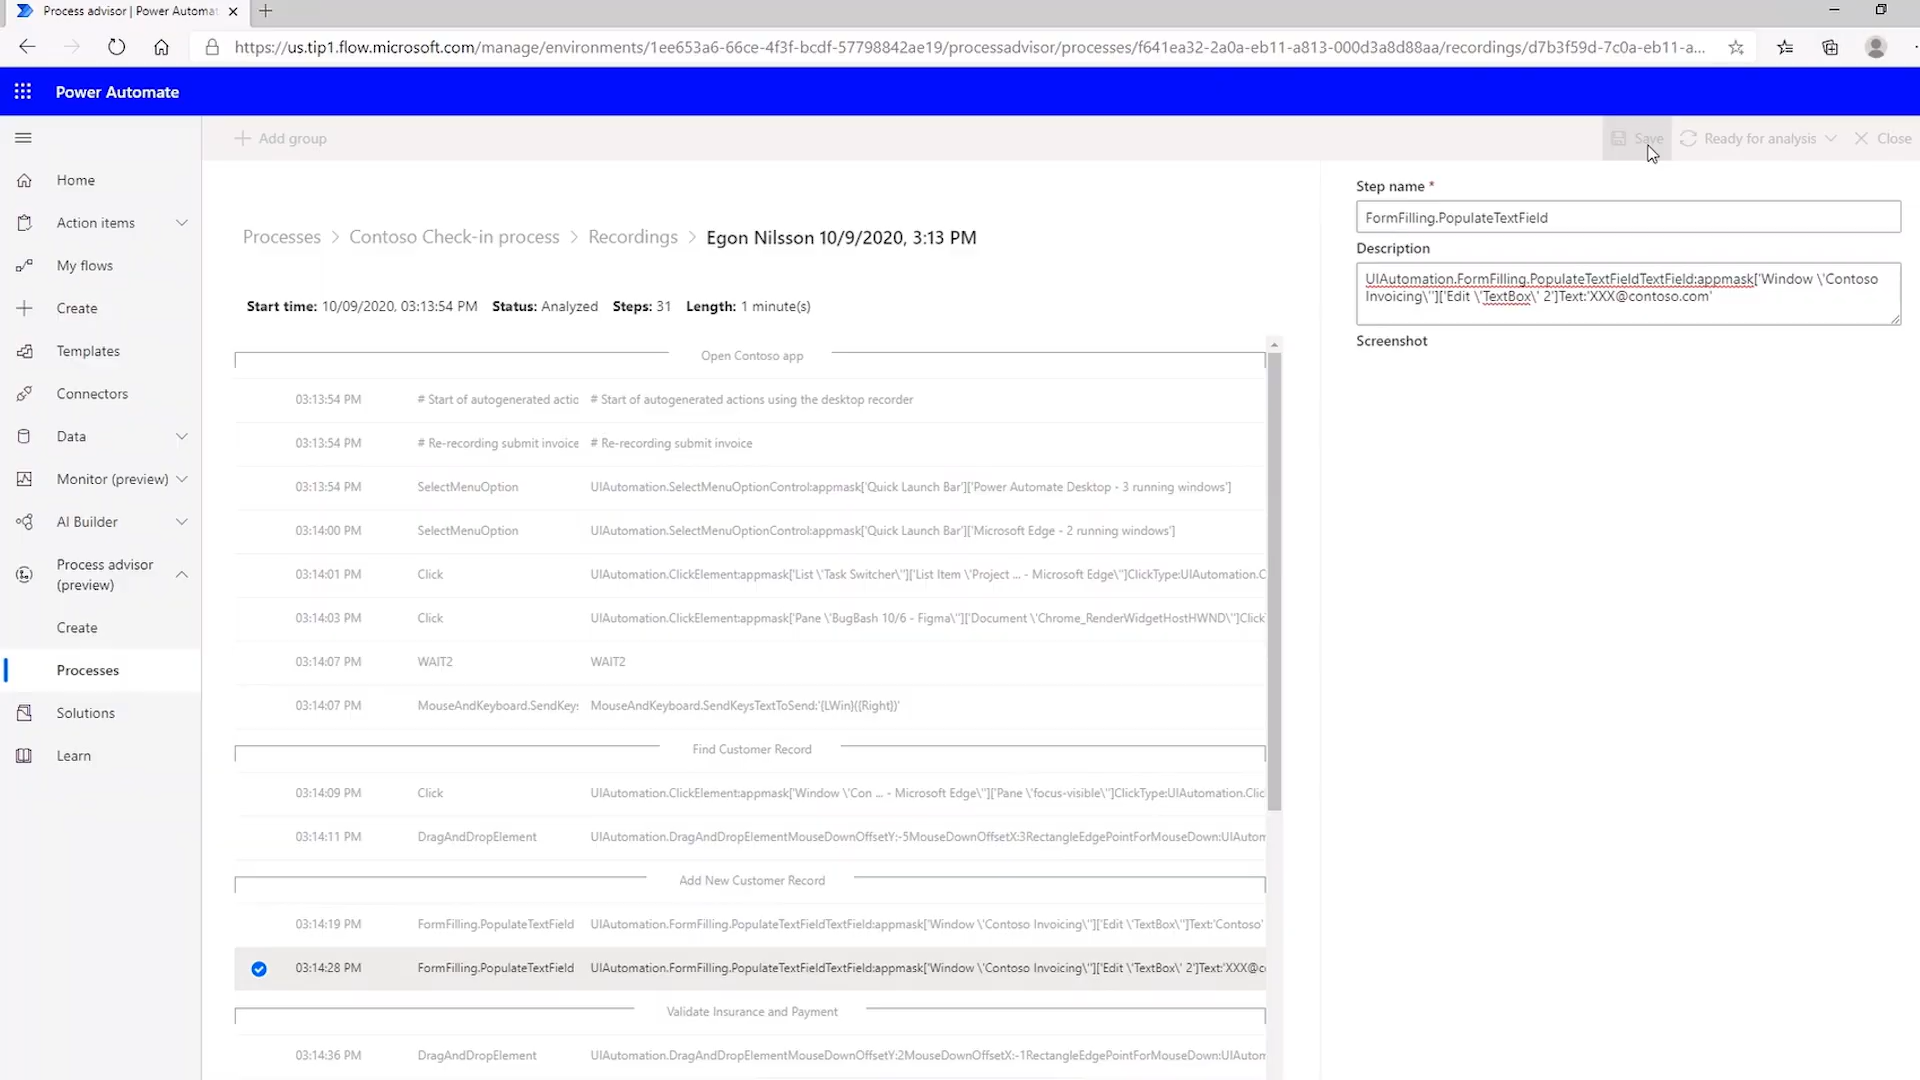 Process advisor | Power Automat
https://us.tip1.flow.microsoft.com/manage/environments/1ee653a6-66ce-4f3f-bcdf-57798842ae19/processadvisor/processes/f641ea32-2a0a-eb11-a813-000d3a8d88aa/recordings/d7b3f59d-7c0a-eb11-a...
Power Automate
Add group
Save
Ready for analysis
Close
Home
Action items
My flows
Create
Templates
Connectors
Data
Monitor (preview)
AI Builder
Process advisor
(preview)
Create
Processes
Solutions
Learn
Processes > Contoso Check-in process > Recordings > Egon Nilsson 10/9/2020, 3:13 PM
Start time: 10/09/2020, 03:13:54 PM Status: Analyzed Steps: 31 Length: 1 minute(s)
Open Contoso app
03:13:54 PM # Start of autogenerated actic # Start of autogenerated actions using the desktop recorder
03:13:54 PM # Re-recording submit invoice # Re-recording submit invoice
03:13:54 PM SelectMenuOption UIAutomation.SelectMenuOptionControl:appmask['Quick Launch Bar']['Power Automate Desktop - 3 running windows']
03:14:00 PM SelectMenuOption UIAutomation.SelectMenuOptionControl:appmask['Quick Launch Bar']['Microsoft Edge - 2 running windows']
03:14:01 PM Click UIAutomation.ClickElement:appmask['List \'Task Switcher\'']['List Item \'Project ... - Microsoft Edge\'']ClickType:UIAutomation.C
03:14:03 PM Click UIAutomation.ClickElement:appmask['Pane \'BugBash 10/6 - Figma\'']['Document \'Chrome_RenderWidgetHostHWND\'']Click
03:14:07 PM WAIT2 WAIT2
03:14:07 PM MouseAndKeyboard.SendKeys MouseAndKeyboard.SendKeysTextToSend:'{LWin}({Right})'
Find Customer Record
03:14:09 PM Click UIAutomation.ClickElement:appmask['Window \'Con ... - Microsoft Edge\'']['Pane \'focus-visible\'']ClickType:UIAutomation.Clic
03:14:11 PM DragAndDropElement UIAutomation.DragAndDropElementMouseDownOffsetY:-5MouseDownOffsetX:3RectangleEdgePointForMouseDown:UIAutom
Add New Customer Record
03:14:19 PM FormFilling.PopulateTextField UIAutomation.FormFilling.PopulateTextFieldTextField:appmask['Window \'Contoso Invoicing\'']['Edit \'TextBox\'']Text:'Contoso'
03:14:28 PM FormFilling.PopulateTextField UIAutomation.FormFilling.PopulateTextFieldTextField:appmask['Window \'Contoso Invoicing\'']['Edit \'TextBox\' 2']Text:'XXX@c
Validate Insurance and Payment
03:14:36 PM DragAndDropElement UIAutomation.DragAndDropElementMouseDownOffsetY:2MouseDownOffsetX:-1RectangleEdgePointForMouseDown:UIAutom
Step name *
FormFilling.PopulateTextField
Description
UIAutomation.FormFilling.PopulateTextFieldTextField:appmask['Window \'Contoso
Invoicing\'']['Edit \'TextBox\' 2']Text:'XXX@contoso.com'
Screenshot